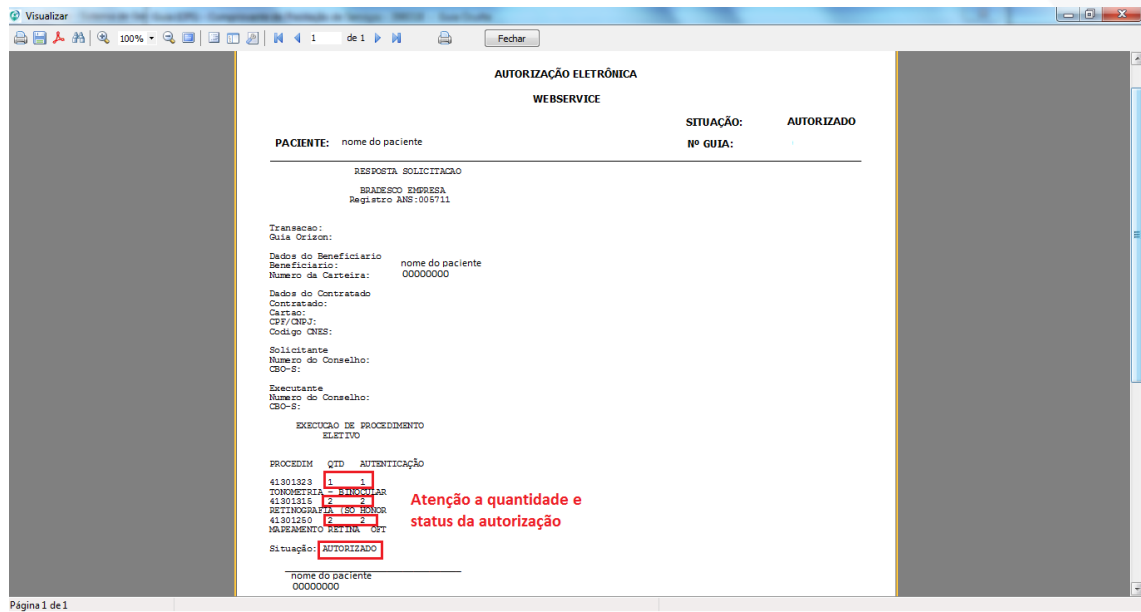 Visualizar
100%
1 de 1
Fechar
AUTORIZAÇÃO ELETRÔNICA
WEBSERVICE
SITUAÇÃO: AUTORIZADO
PACIENTE: nome do paciente Nº GUIA:
RESPOSTA SOLICITACAO
BRADESCO EMPRESA
Registro ANS:005711
Transacao:
Guia Orizon:
Dados do Beneficiario
Beneficiario: nome do paciente
Numero da Carteira: 00000000
Dados do Contratado
Contratado:
Cartao:
CPF/CNPJ:
Codigo CNES:
Solicitante
Numero do Conselho:
CBO-S:
Executante
Numero do Conselho:
CBO-S:
EXECUCAO DE PROCEDIMENTO
ELETIVO
PROCEDIM QTD AUTENTICAÇÃO
41301323 1 1
TONOMETRIA - BINOCULAR
41301315 2 2
RETINOGRAFIA (SO HONOR
41301250 2 2
MAPEAMENTO RETINA OFT
Atenção a quantidade e
status da autorização
Situação: AUTORIZADO
nome do paciente
00000000
Página 1 de 1